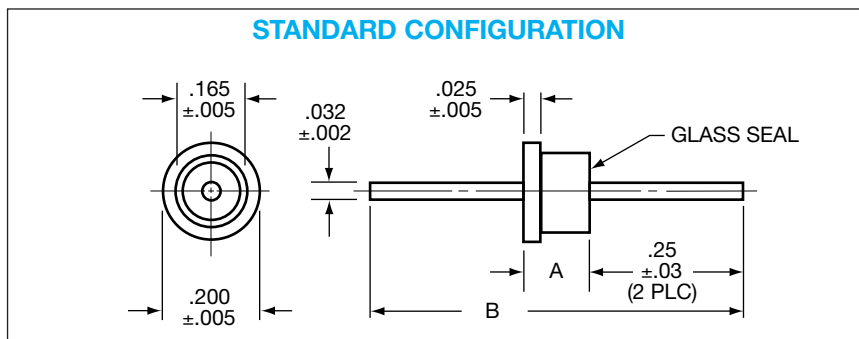 STANDARD CONFIGURATION
.165
±.005
.032
±.002
.025
±.005
GLASS SEAL
.200
±.005
A
.25
±.03
(2 PLC)
B